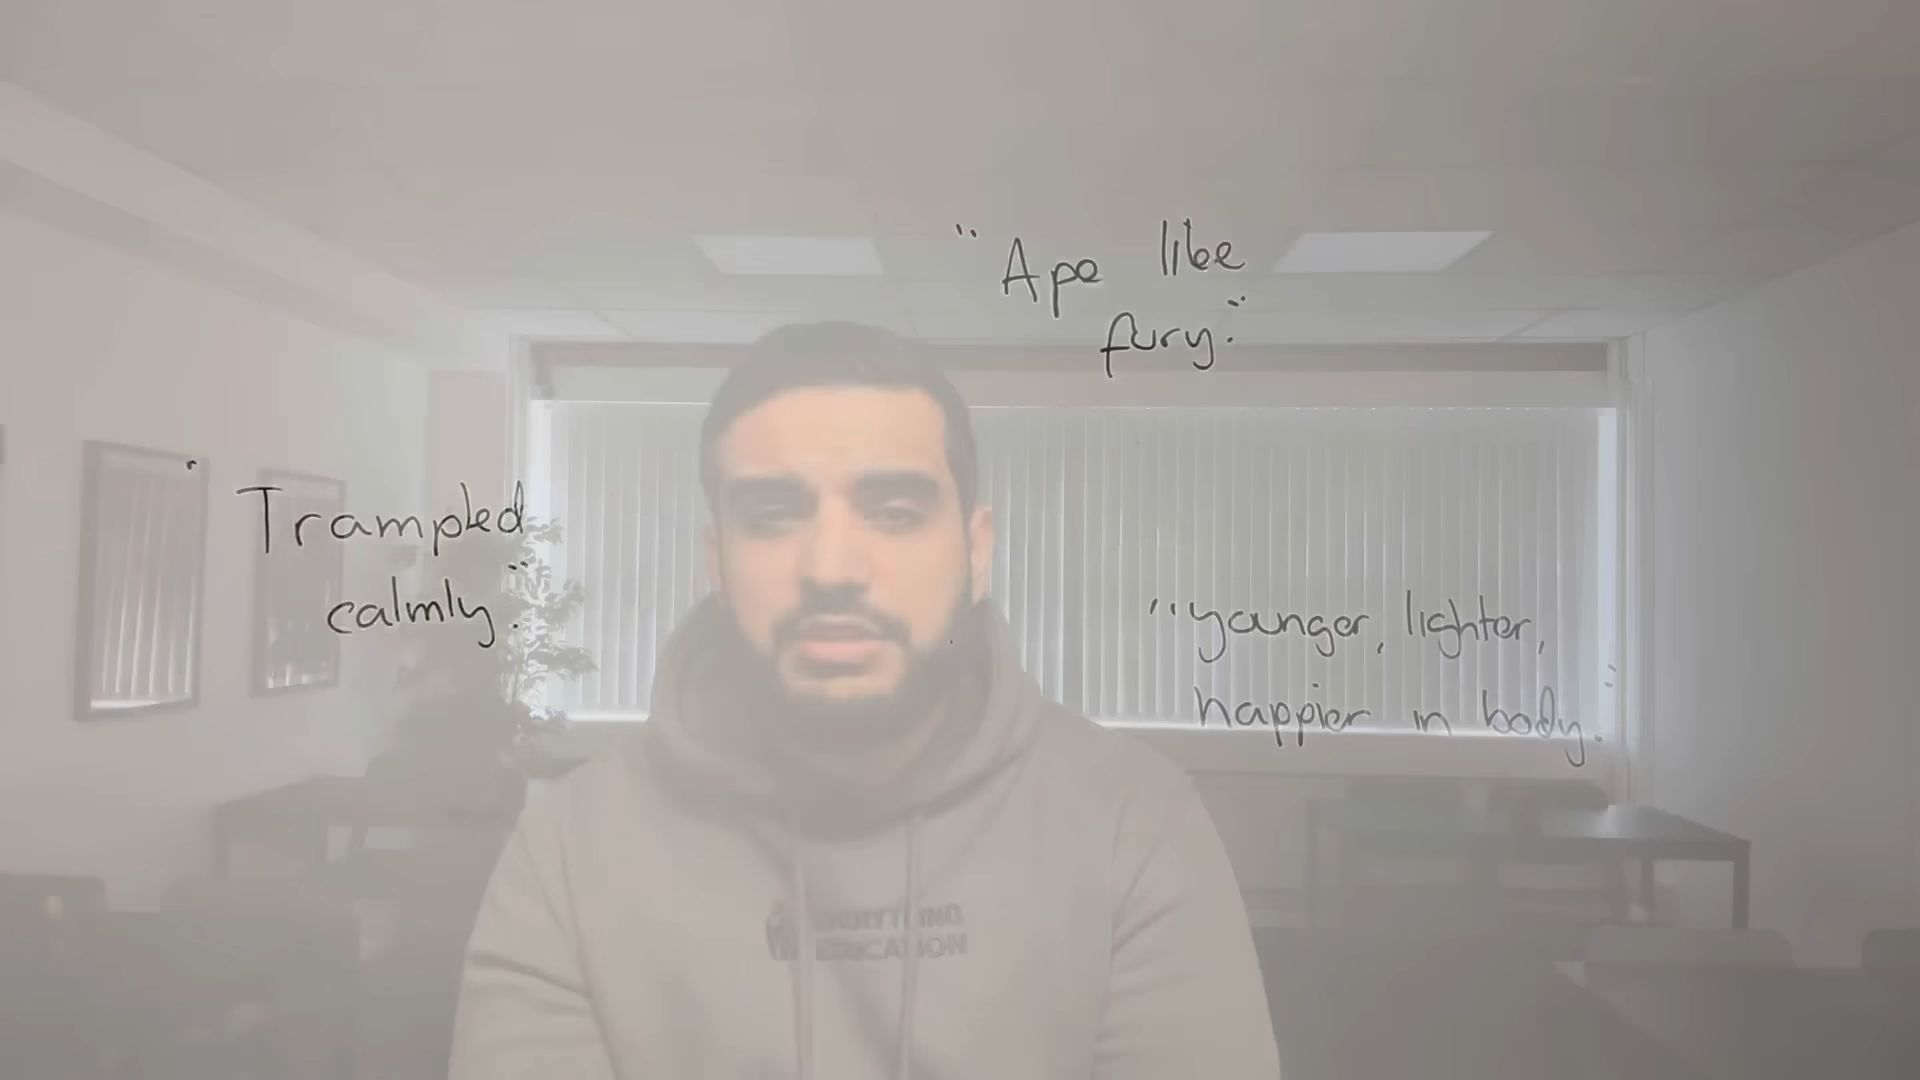 "Ape like
fury."
'Trampled
calmly."
"younger, lighter,
happier in body."